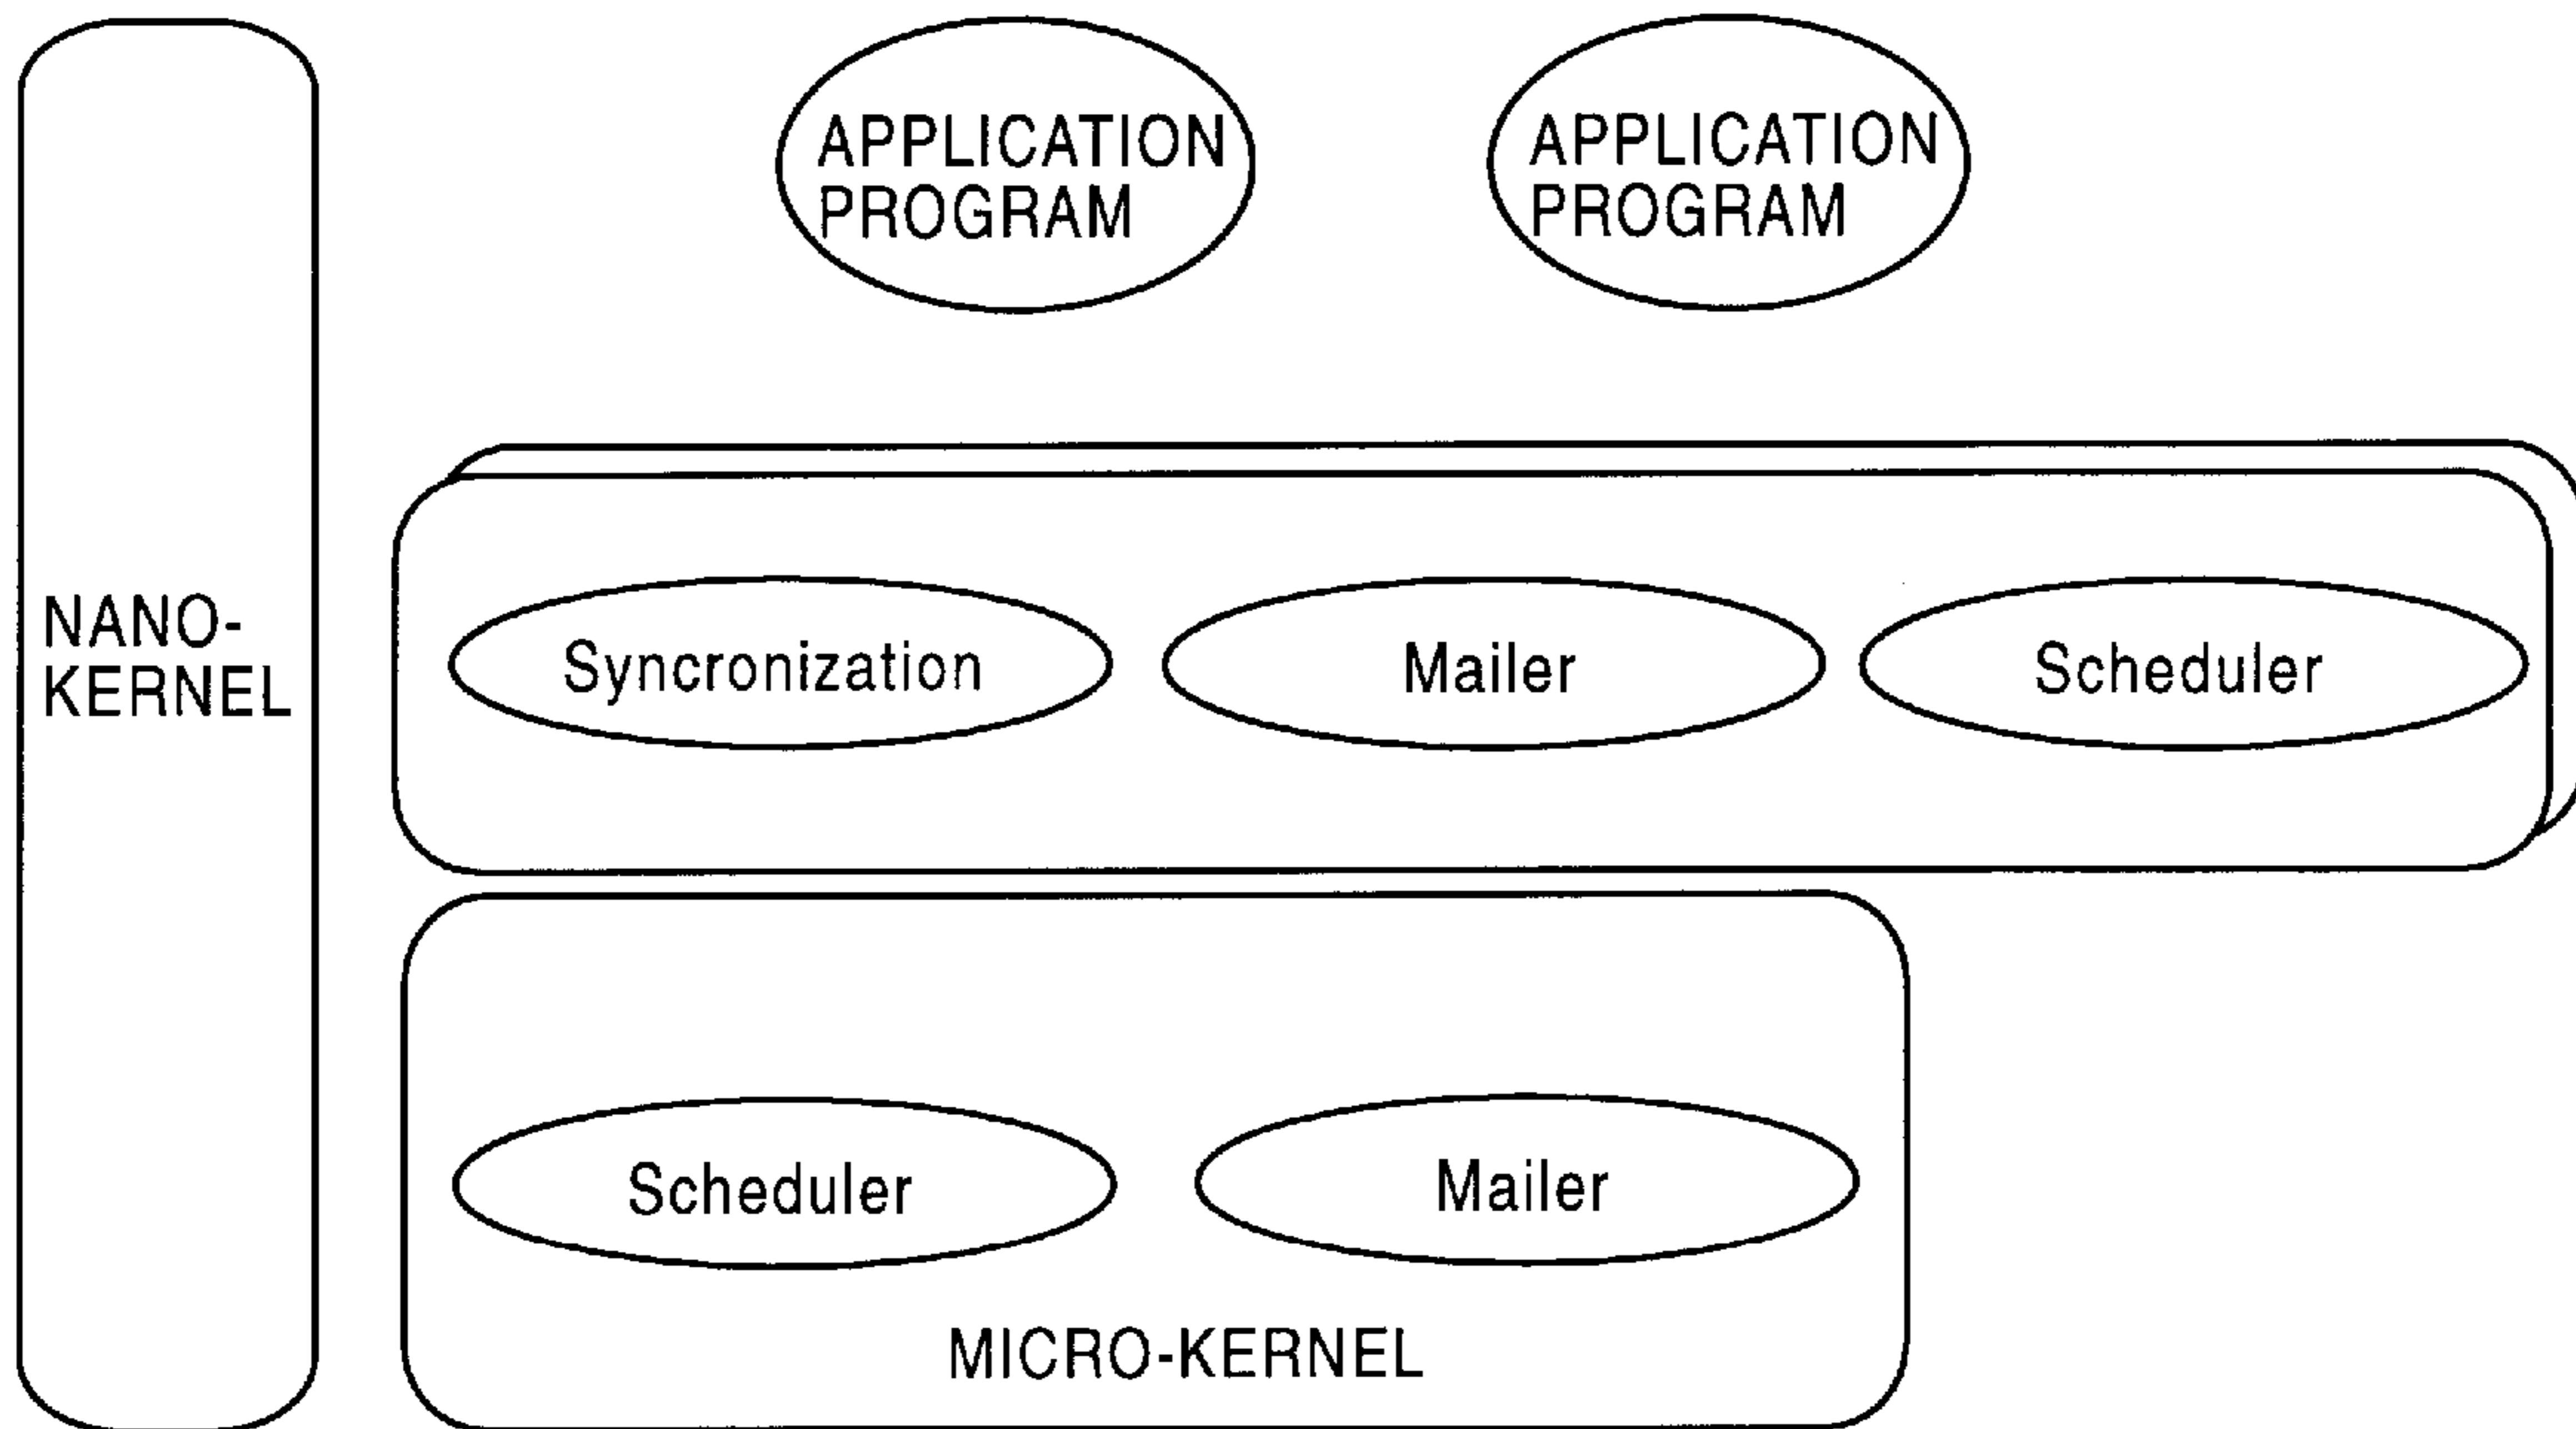 APPLICATION
PROGRAM
APPLICATION
PROGRAM
NANO-
KERNEL
Syncronization
Mailer
Scheduler
Scheduler
Mailer
MICRO-KERNEL